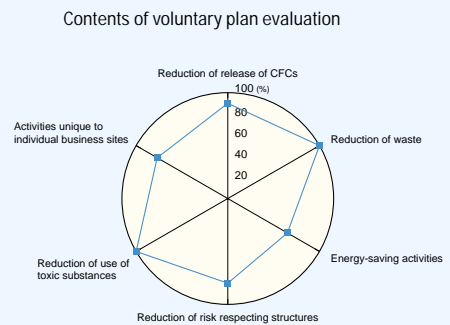 Contents of voluntary plan evaluation
Reduction of release of CFCs
100 (%)
80
60
40
20
Activities unique to
individual business sites
Reduction of waste
Energy-saving activities
Reduction of use of
toxic substances
Reduction of risk respecting structures